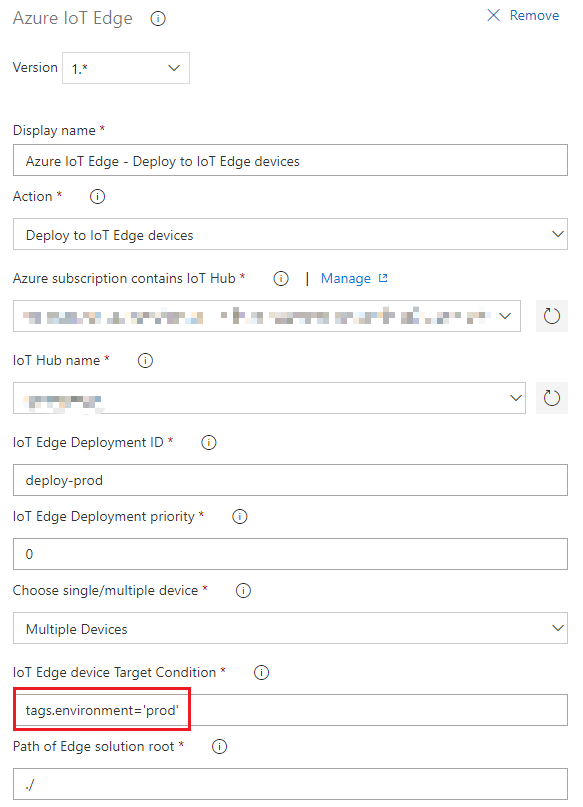 Azure IoT Edge
Remove
Version 1.*
Display name *
Azure IoT Edge - Deploy to IoT Edge devices
Action *
Deploy to IoT Edge devices
Azure subscription contains IoT Hub * | Manage
IoT Hub name *
IoT Edge Deployment ID *
deploy-prod
IoT Edge Deployment priority *
0
Choose single/multiple device *
Multiple Devices
IoT Edge device Target Condition *
tags.environment='prod'
Path of Edge solution root *
./